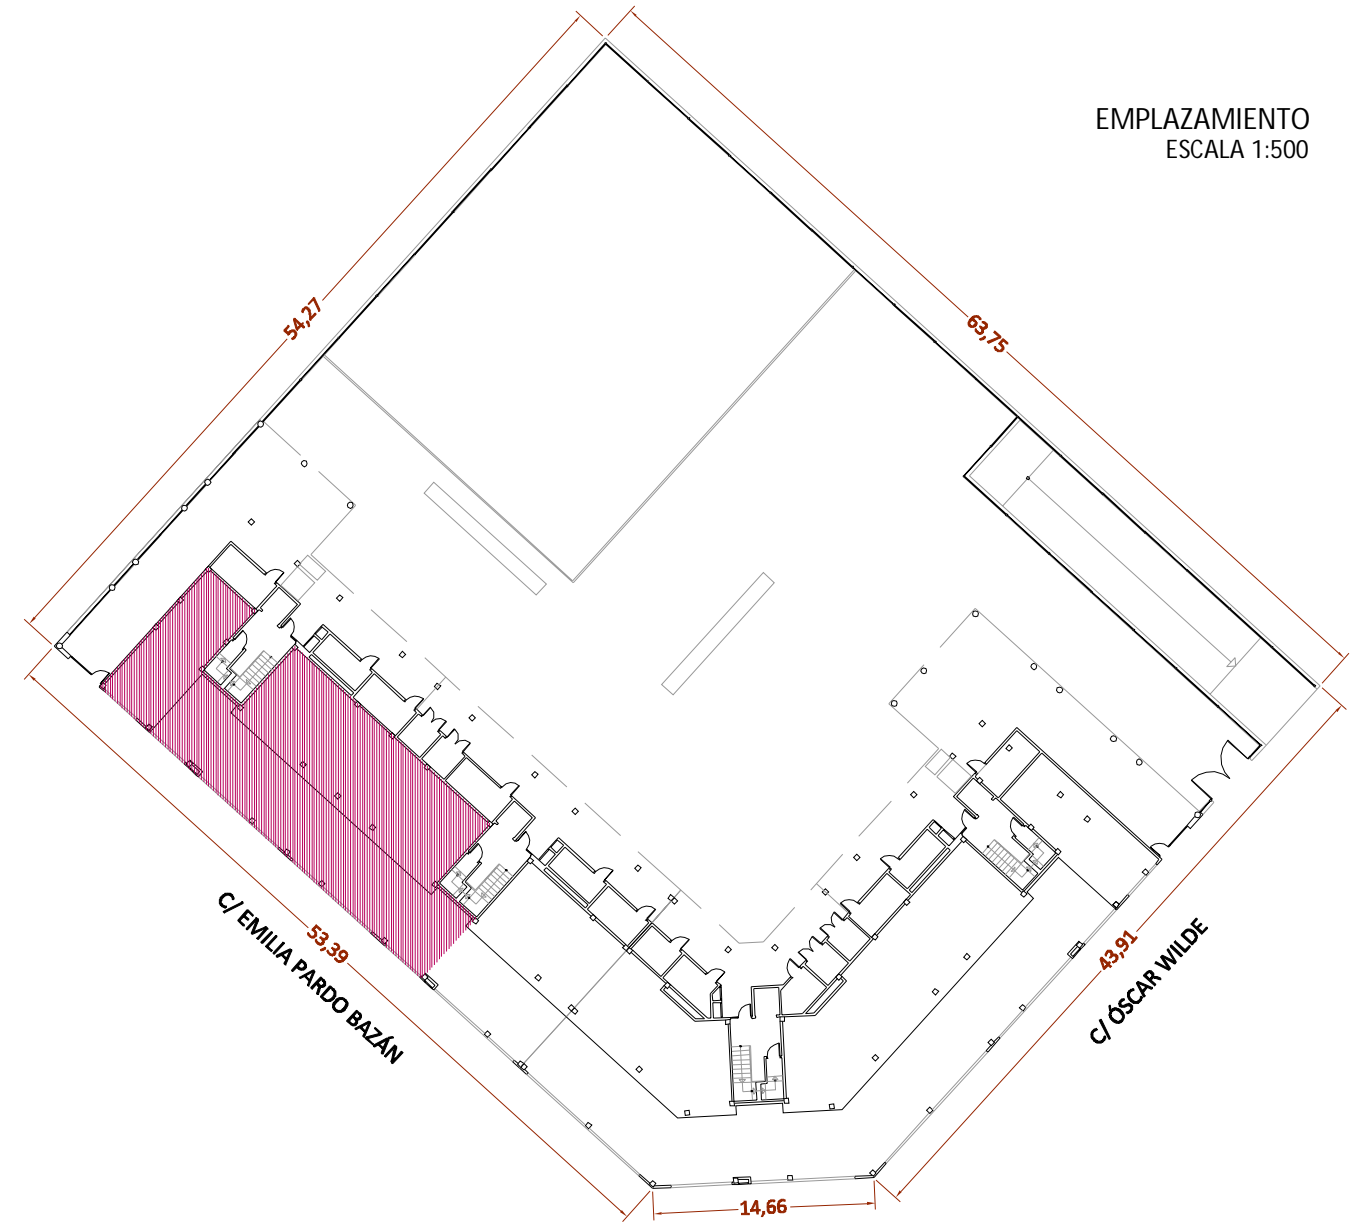 EMPLAZAMIENTO
ESCALA 1:500
54,27
63,75
C/ EMILIA PARDO BAZÁN
53,39
43,91
C/ ÓSCAR WILDE
14,66